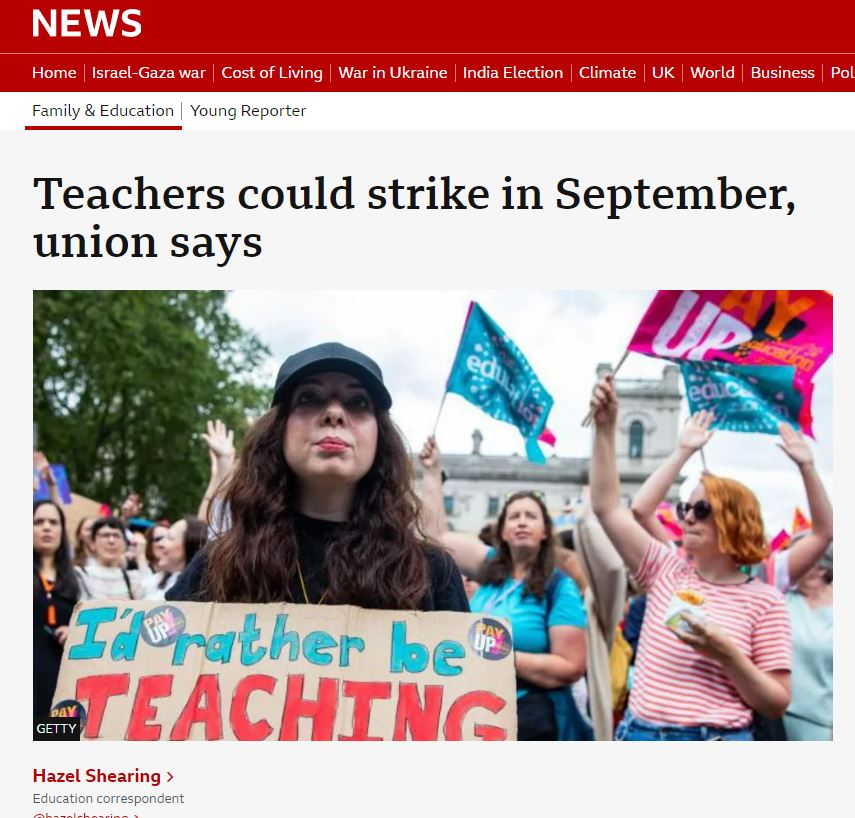 NEWS
Home
Israel-Gaza war
Cost of Living
War in Ukraine
India Election
Climate
UK
World
Business
Pol
Family & Education
Young Reporter
Teachers could strike in September,
union says
PAY
UP
education
education
educ
I'd rather be
PAY
UP
PAY
UP
TEACHING
PAY
GETTY
Hazel Shearing
Education correspondent
@hazelshearing